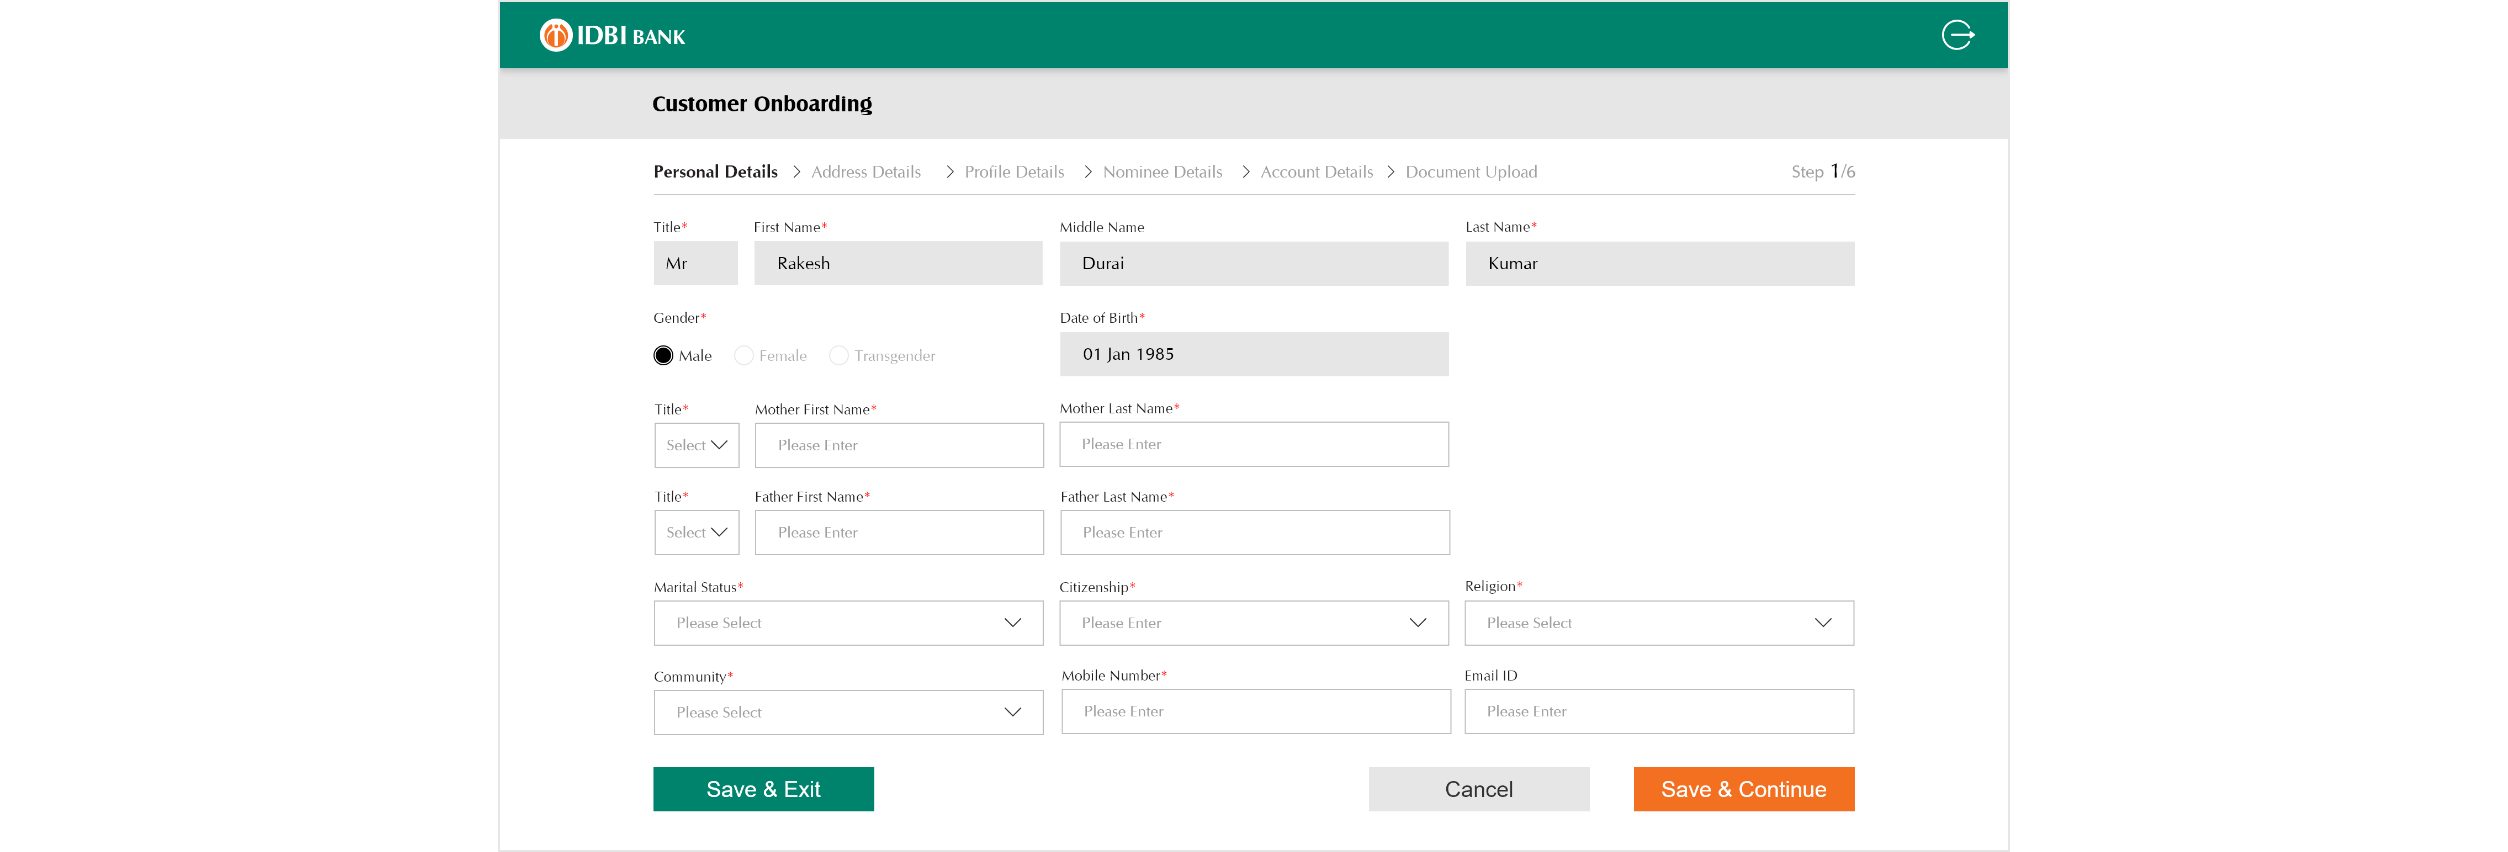 IDBI BANK
Customer Onboarding
Personal Details Address Details Profile Details Nominee Details Account Details Document Upload Step 1/6
Title* First Name* Middle Name Last Name*
Mr Rakesh Durai Kumar
Gender* Date of Birth*
Male Female Transgender 01 Jan 1985
Title* Mother First Name* Mother Last Name*
Select Please Enter Please Enter
Title* Father First Name* Father Last Name*
Select Please Enter Please Enter
Marital Status* Citizenship* Religion*
Please Select Please Enter Please Select
Community* Mobile Number* Email ID
Please Select Please Enter Please Enter
Save & Exit Cancel Save & Continue